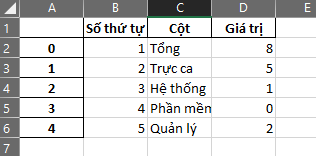 A B C D E
1 Số thứ tự Cột Giá trị
2 0 1 Tổng 8
3 1 2 Trực ca 5
4 2 3 Hệ thống 1
5 3 4 Phần mềm 0
6 4 5 Quản lý 2
7